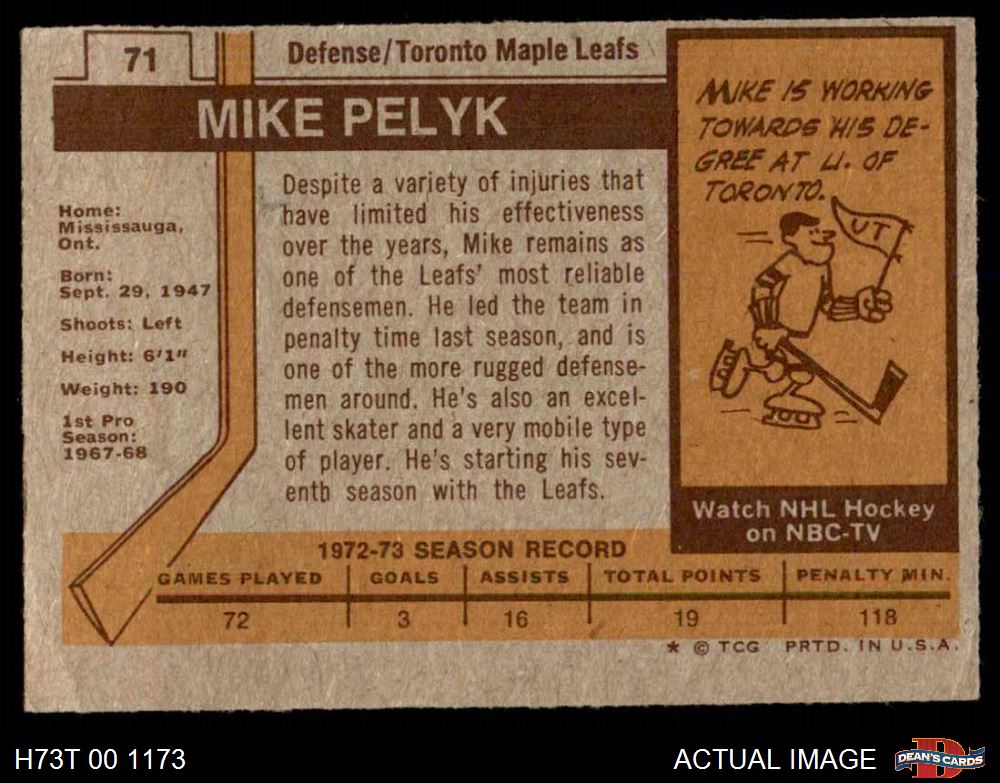 71
Defense/Toronto Maple Leafs
MIKE PELYK
Home:
Mississauga,
Ont.
Born:
Sept. 29, 1947
Shoots: Left
Height: 6'1"
Weight: 190
1st Pro
Season:
1967-68
Despite a variety of injuries that
have limited his effectiveness
over the years, Mike remains as
one of the Leafs' most reliable
defensemen. He led the team in
penalty time last season, and is
one of the more rugged defense-
men around. He's also an excel-
lent skater and a very mobile type
of player. He's starting his sev-
enth season with the Leafs.
MIKE IS WORKING
TOWARDS HIS DE-
GREE AT U. OF
TORONTO.
UT
Watch NHL Hockey
on NBC-TV
1972-73 SEASON RECORD
GAMES PLAYED GOALS ASSISTS TOTAL POINTS PENALTY MIN.
72 3 16 19 118
* © TCG PRTD. IN U.S.A.
H73T 00 1173
ACTUAL IMAGE
DEAN'S CARDS